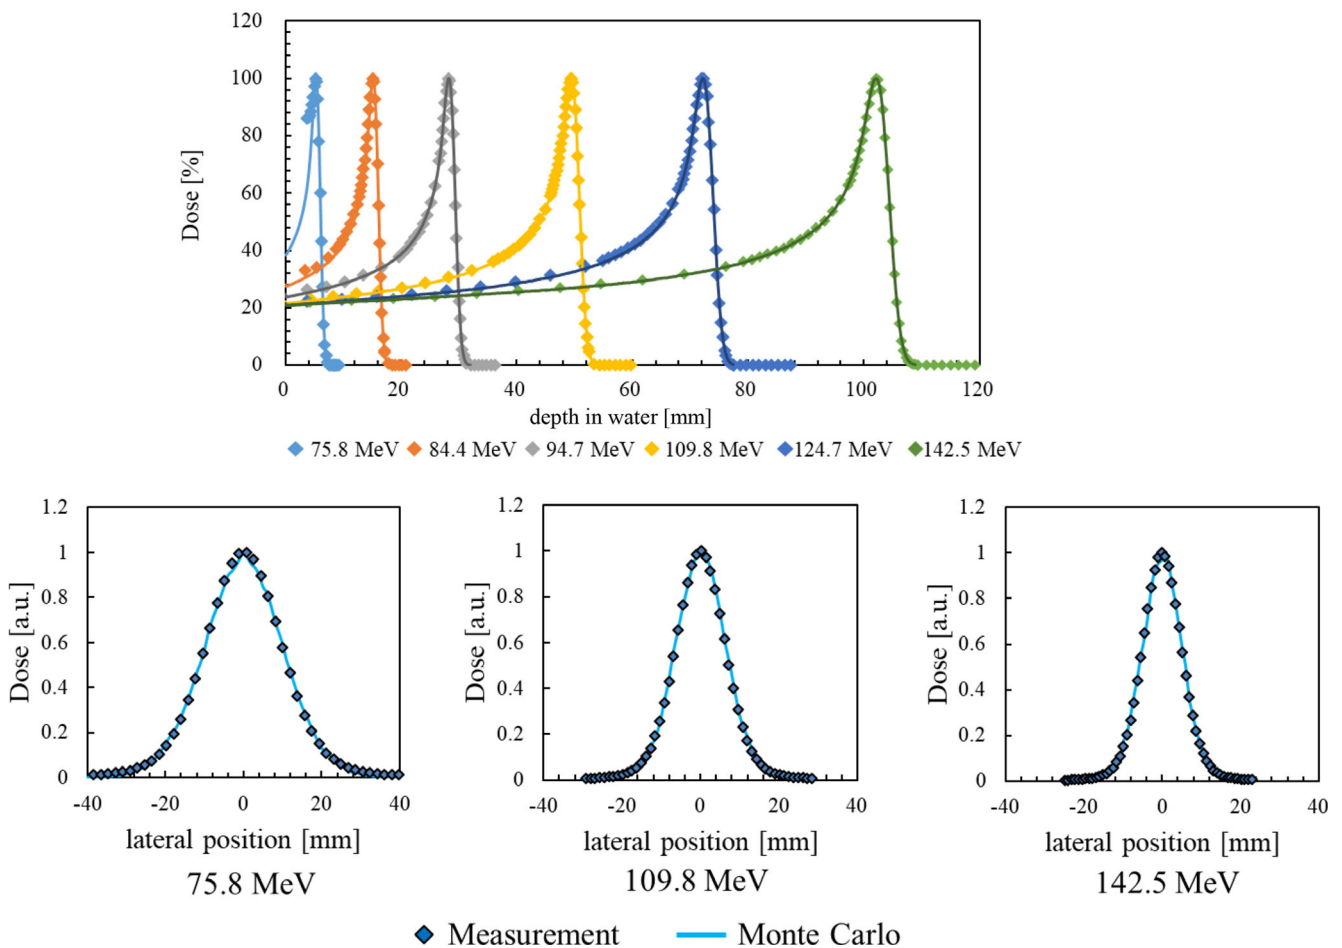 120
100
80
60
40
20
0
Dose [%]
0 20 40 60 80 100 120
depth in water [mm]
75.8 MeV 84.4 MeV 94.7 MeV 109.8 MeV 124.7 MeV 142.5 MeV
1.2
1
0.8
0.6
0.4
0.2
0
Dose [a.u.]
-40 -20 0 20 40
lateral position [mm]
75.8 MeV
1.2
1
0.8
0.6
0.4
0.2
0
Dose [a.u.]
-40 -20 0 20 40
lateral position [mm]
109.8 MeV
1.2
1
0.8
0.6
0.4
0.2
0
Dose [a.u.]
-40 -20 0 20 40
lateral position [mm]
142.5 MeV
Measurement Monte Carlo